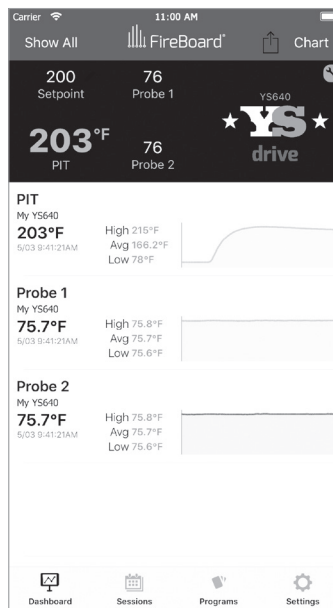 Carrier 11:00 AM
Show All FireBoard® Chart
200 76
Setpoint Probe 1
YS640
YS
drive
203°F 76
PIT Probe 2
PIT
My YS640
203°F
5/03 9:41:21AM
High 215°F
Avg 166.2°F
Low 78°F
Probe 1
My YS640
75.7°F
5/03 9:41:21AM
High 75.8°F
Avg 75.7°F
Low 75.6°F
Probe 2
My YS640
75.7°F
5/03 9:41:21AM
High 75.8°F
Avg 75.7°F
Low 75.6°F
Dashboard Sessions Programs Settings